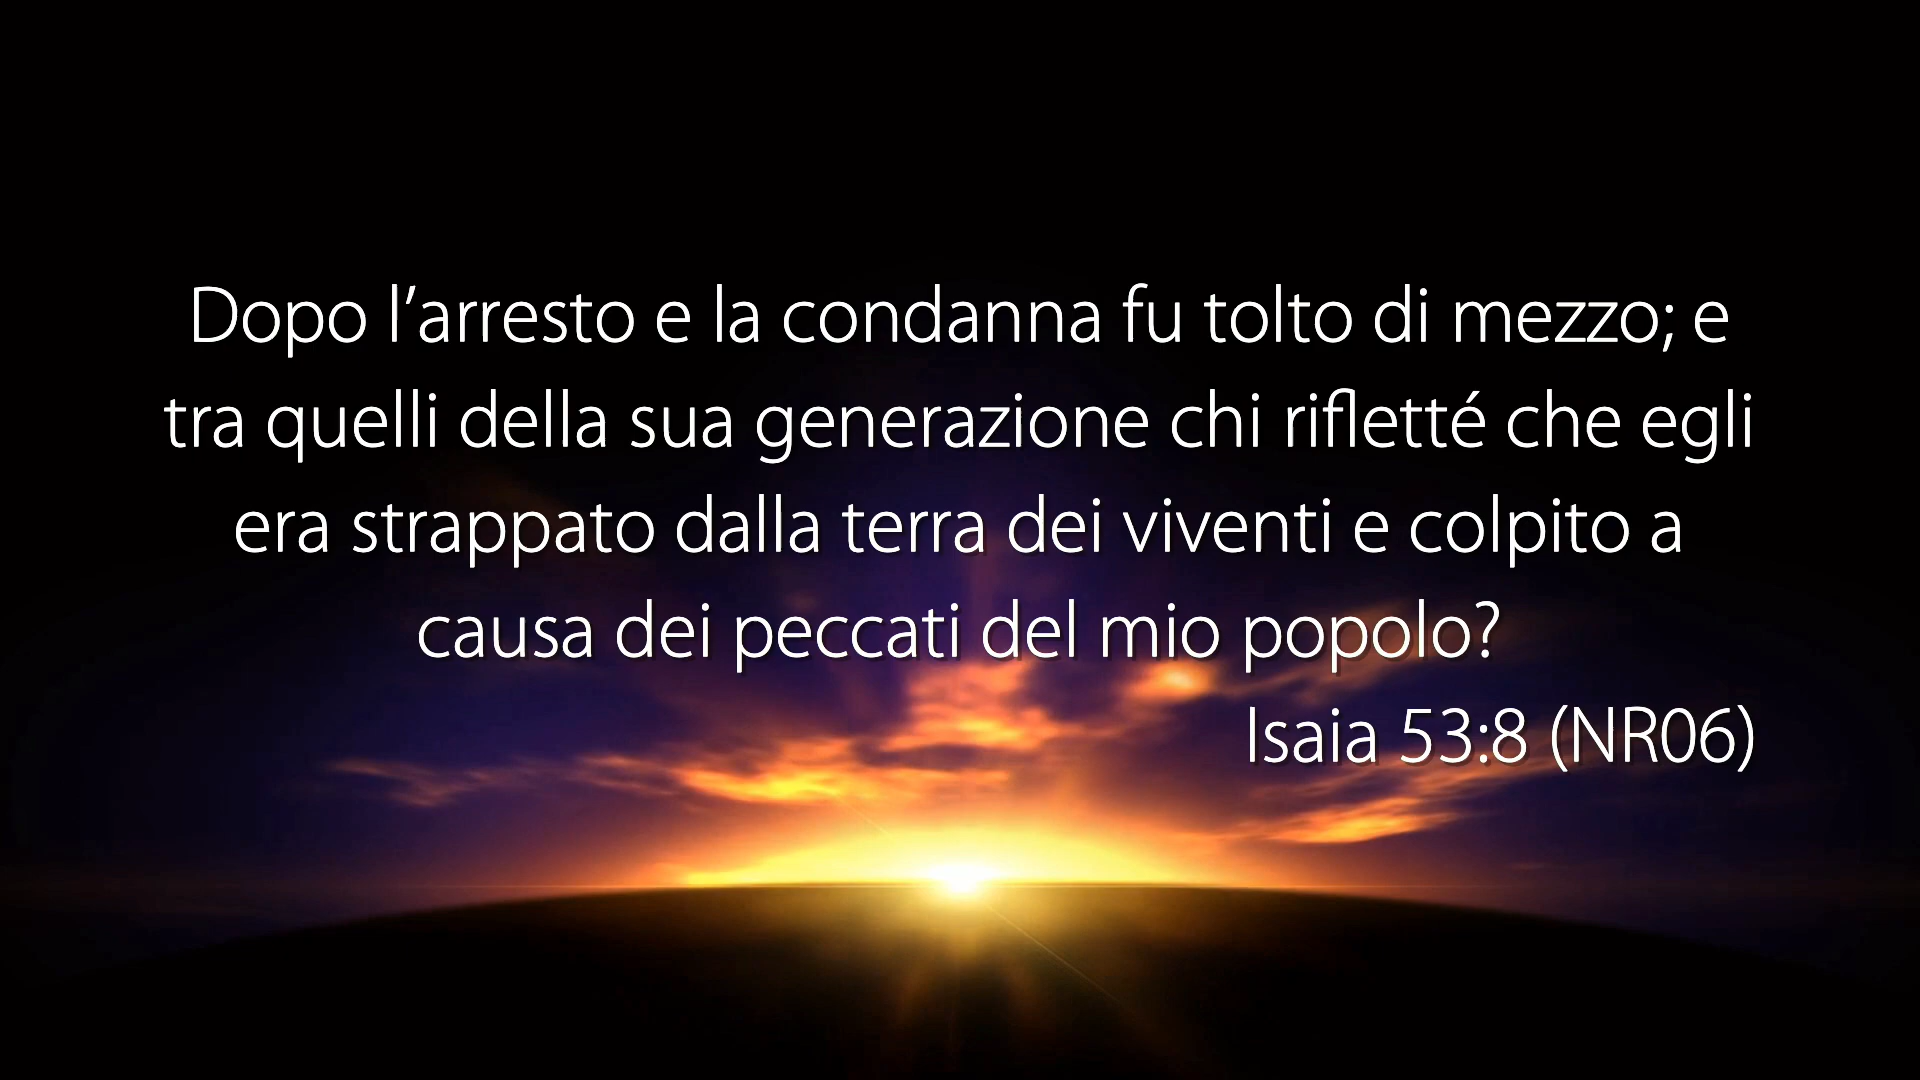 Dopo l’arresto e la condanna fu tolto di mezzo; e
tra quelli della sua generazione chi rifletté che egli
era strappato dalla terra dei viventi e colpito a
causa dei peccati del mio popolo?
Isaia 53:8 (NR06)